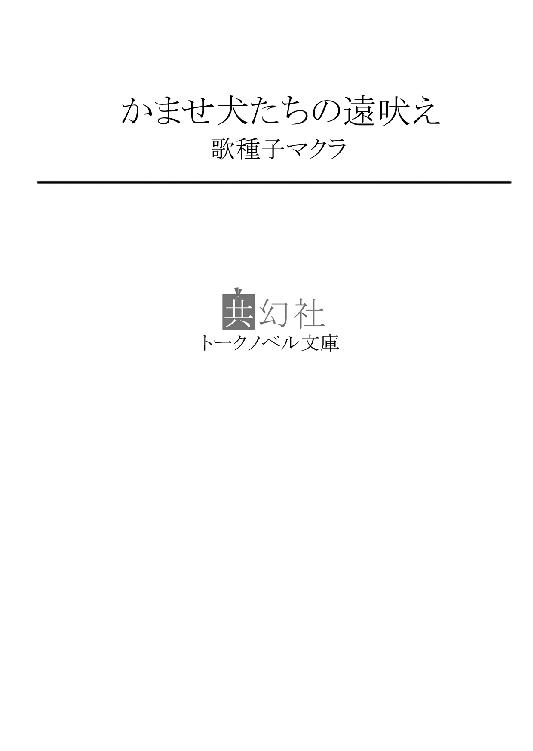 かませ犬たちの遠吠え
歌種子マクラ
共幻社
トークノベル文庫